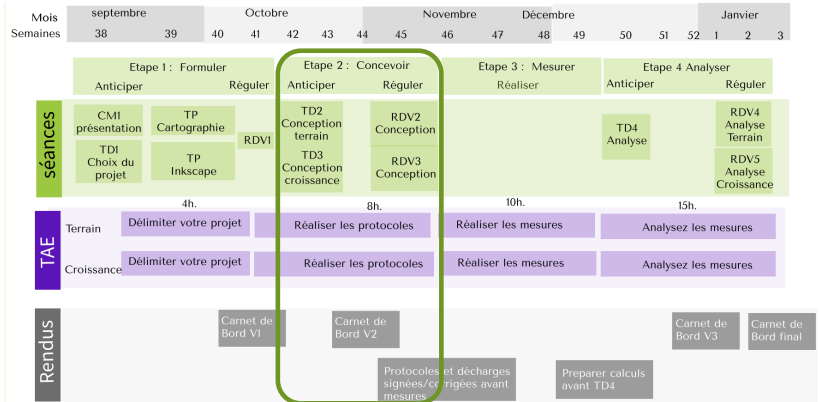 Mois septembre Octobre Novembre Décembre Janvier
Semaines 38 39 40 41 42 43 44 45 46 47 48 49 50 51 52 1 2 3
Etape 1 : Formuler Etape 2 : Concevoir Etape 3 : Mesurer Etape 4 Analyser
Anticiper Réguler Anticiper Réguler Réaliser Anticiper Réguler
séances
CM1
présentation
TD1
Choix du
projet
TP
Cartographie
TP
Inkscape
RDV1
TD2
Conception
terrain
TD3
Conception
croissance
RDV2
Conception
RDV3
Conception
TD4
Analyse
RDV4
Analyse
Terrain
RDV5
Analyse
Croissance
4h. 8h. 10h. 15h.
TAE
Terrain Délimiter votre projet Réaliser les protocoles Réaliser les mesures Analysez les mesures
Croissance Délimiter votre projet Réaliser les protocoles Réaliser les mesures Analysez les mesures
Rendus
Carnet de
Bord V1
Carnet de
Bord V2
Carnet de
Bord V3
Carnet de
Bord final
Protocoles et décharges
signées/corrigées avant
mesures
Preparer calculs
avant TD4